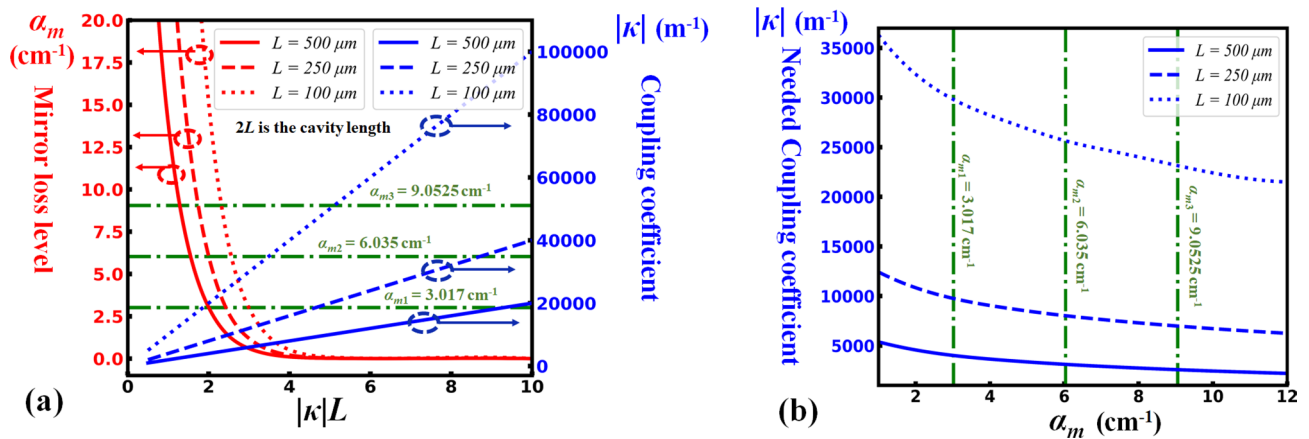 α_m
(cm⁻¹)
Mirror loss level
20.0
17.5
15.0
12.5
10.0
7.5
5.0
2.5
0.0
L = 500 μm
L = 250 μm
L = 100 μm
L = 500 μm
L = 250 μm
L = 100 μm
2L is the cavity length
α_m3 = 9.0525 cm⁻¹
α_m2 = 6.035 cm⁻¹
α_m1 = 3.017 cm⁻¹
|κ| (m⁻¹)
100000
80000
60000
40000
20000
0
Coupling coefficient
0 2 4 6 8 10
(a)
|κ|L
|κ| (m⁻¹)
Needed Coupling coefficient
35000
30000
25000
20000
15000
10000
5000
L = 500 μm
L = 250 μm
L = 100 μm
α_m1 = 3.017 cm⁻¹
α_m2 = 6.035 cm⁻¹
α_m3 = 9.0525 cm⁻¹
2 4 6 8 10 12
(b)
α_m (cm⁻¹)